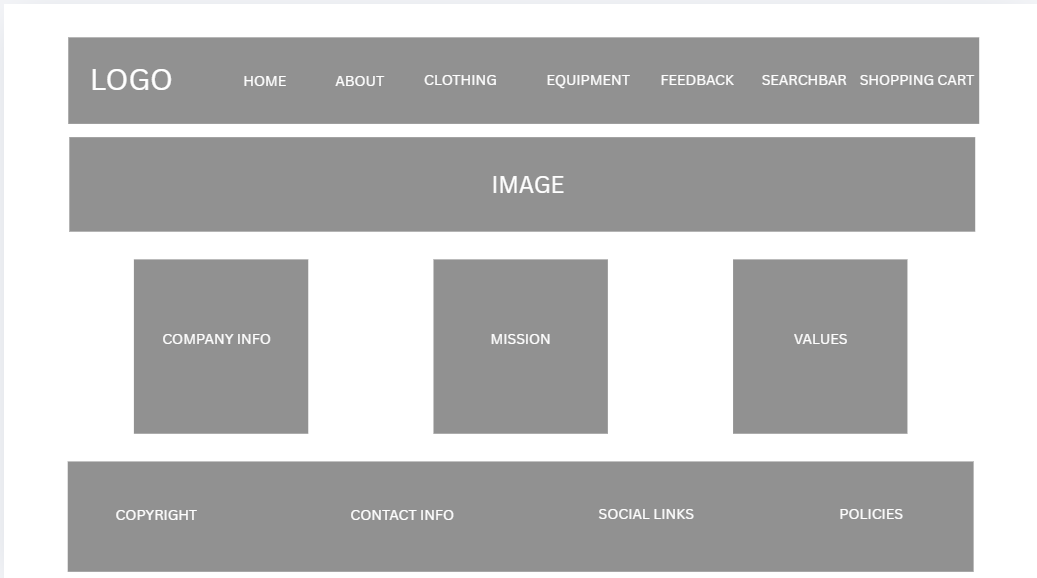 LOGO HOME ABOUT CLOTHING EQUIPMENT FEEDBACK SEARCHBAR SHOPPING CART
IMAGE
COMPANY INFO MISSION VALUES
COPYRIGHT CONTACT INFO SOCIAL LINKS POLICIES